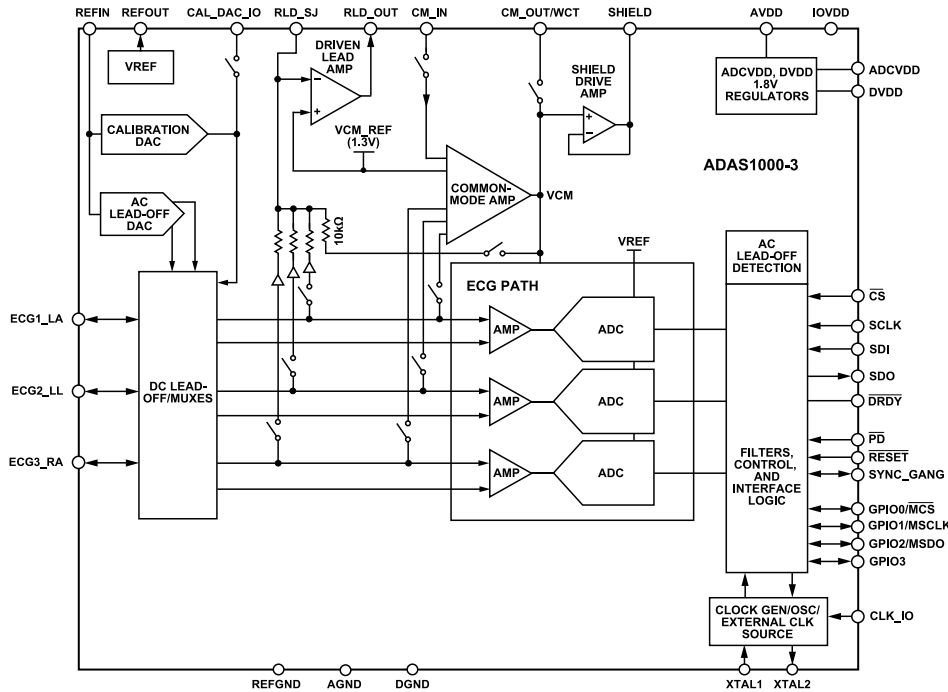 REFIN REFOUT CAL_DAC_IO RLD_SJ RLD_OUT CM_IN CM_OUT/WCT SHIELD AVDD IOVDD
VREF
DRIVEN
LEAD
AMP
SHIELD
DRIVE
AMP
ADCVDD, DVDD
1.8V
REGULATORS
ADCVDD
DVDD
CALIBRATION
DAC
VCM_REF
(1.3V)
ADAS1000-3
AC
LEAD-OFF
DAC
COMMON-
MODE AMP
VCM
10kΩ
VREF
AC
LEAD-OFF
DETECTION
ECG PATH
ECG1_LA
ECG2_LL
ECG3_RA
DC LEAD-
OFF/MUXES
AMP
ADC
AMP
ADC
AMP
ADC
FILTERS,
CONTROL,
AND
INTERFACE
LOGIC
CS
SCLK
SDI
SDO
DRDY
PD
RESET
SYNC_GANG
GPIO0/MCS
GPIO1/MSCLK
GPIO2/MSDO
GPIO3
CLOCK GEN/OSC/
EXTERNAL CLK
SOURCE
CLK_IO
REFGND AGND DGND XTAL1 XTAL2